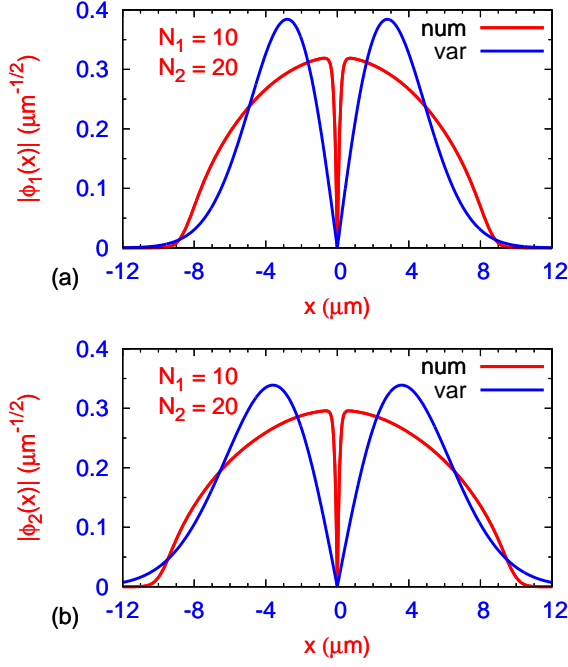 0.4
0.3
0.2
0.1
0
|ϕ₁(x)| (μm⁻¹/²)
N₁ = 10
N₂ = 20
num
var
-12 -8 -4 0 4 8 12
(a)
x (μm)
0.4
0.3
0.2
0.1
0
|ϕ₂(x)| (μm⁻¹/²)
N₁ = 10
N₂ = 20
num
var
-12 -8 -4 0 4 8 12
(b)
x (μm)